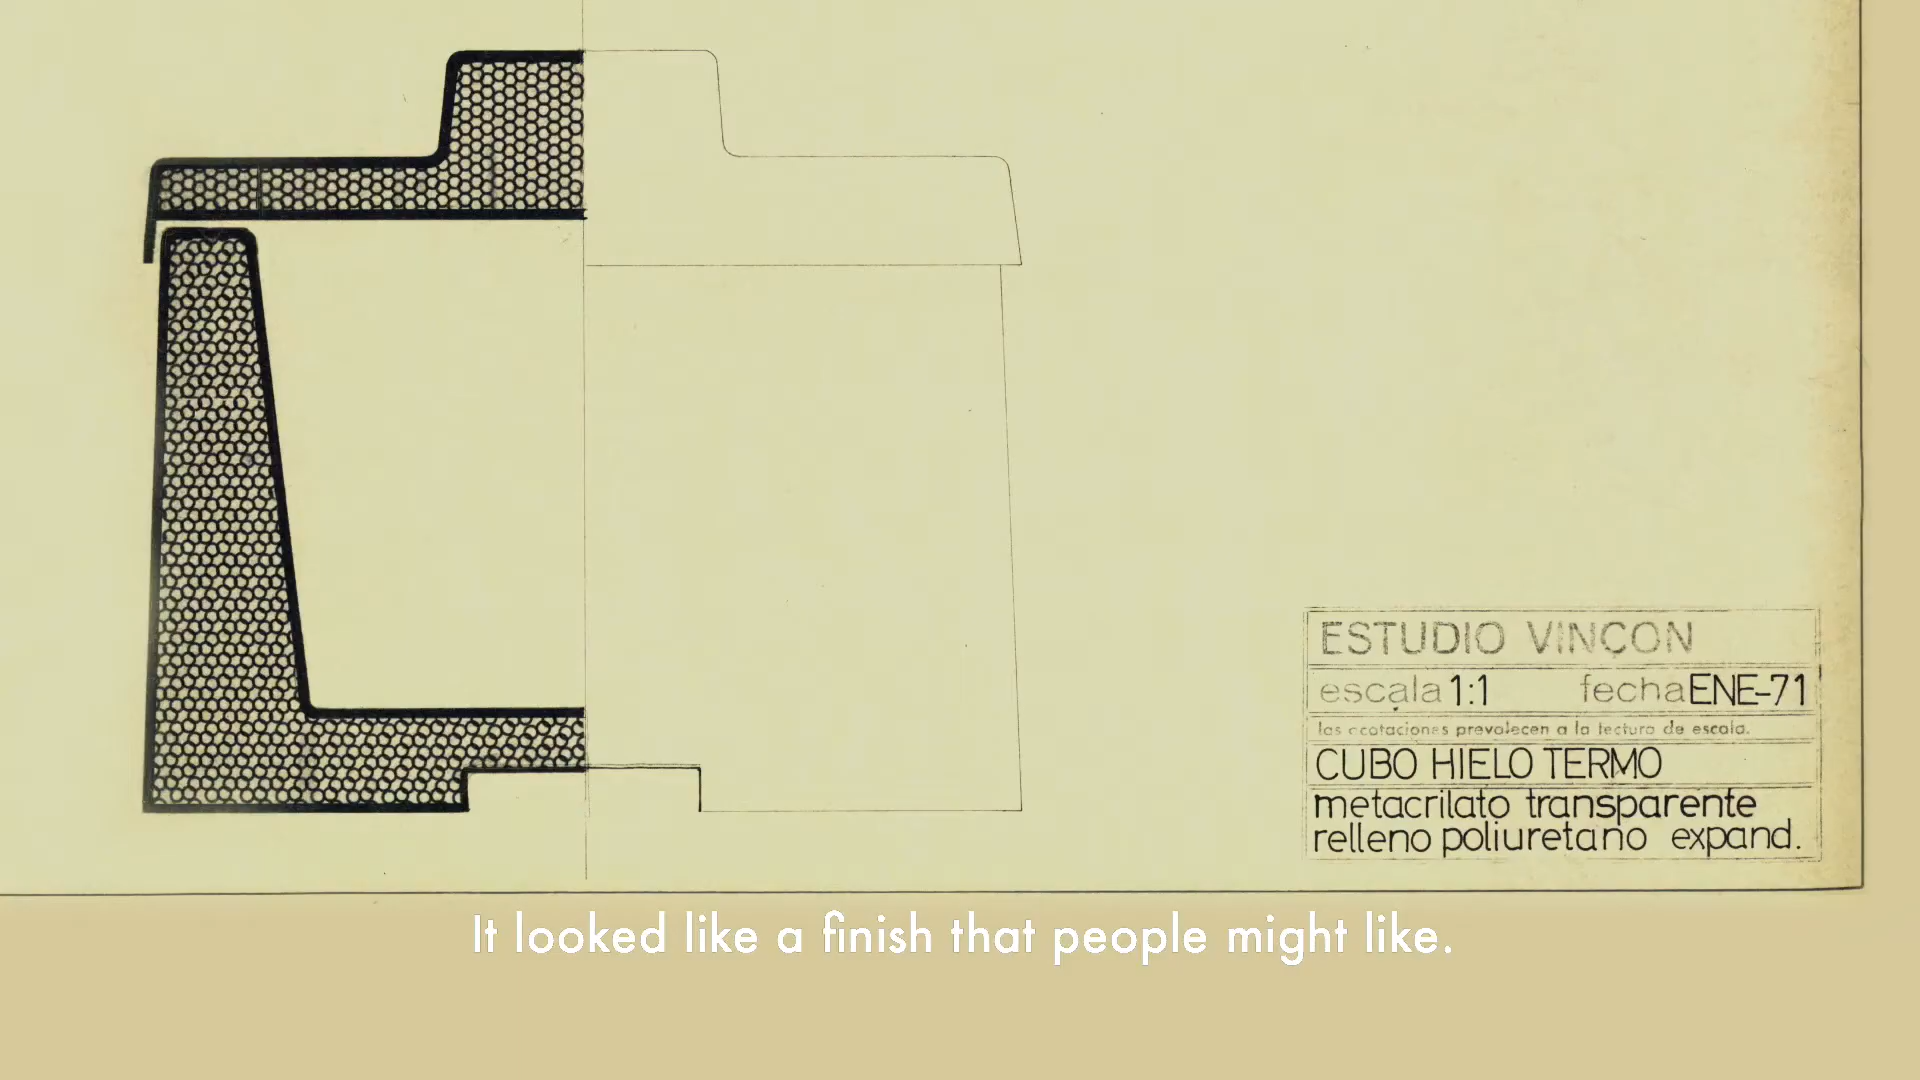 ESTUDIO VINÇON
escala 1:1 fecha ENE-71
las acotaciones prevalecen a la lectura de escala.
CUBO HIELO TERMO
metacrilato transparente
relleno poliuretano expand.
It looked like a finish that people might like.